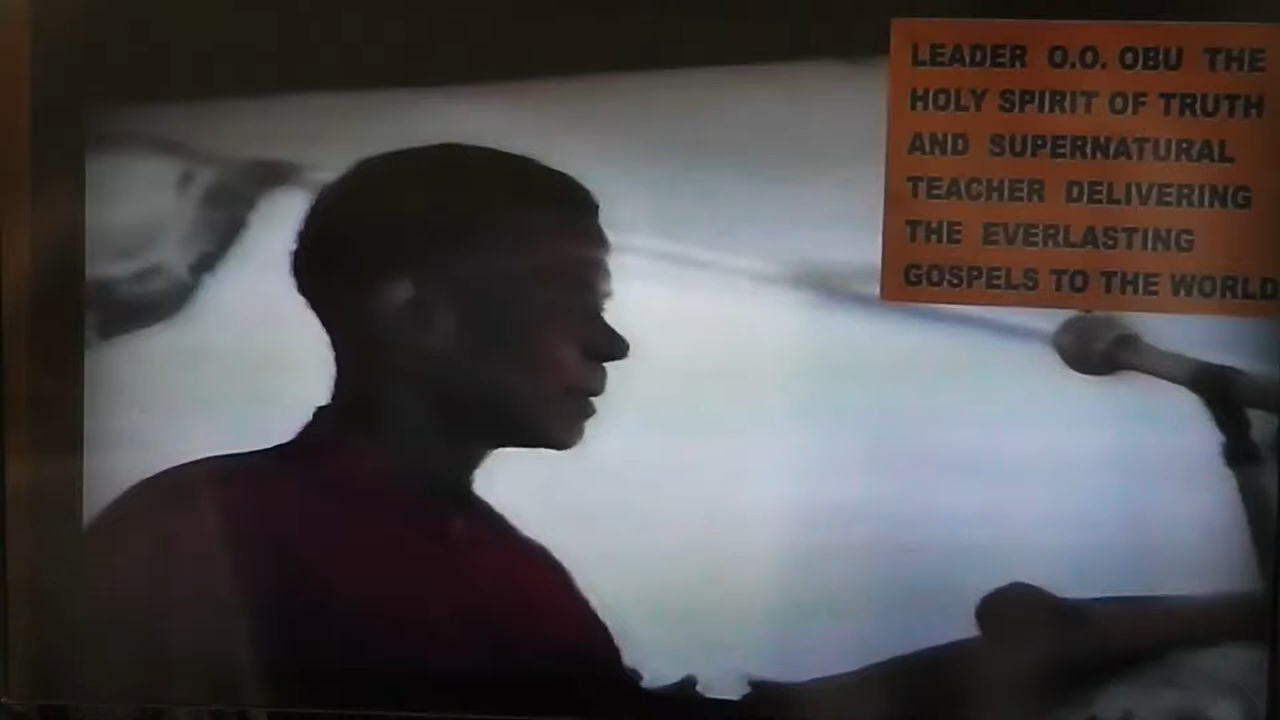 LEADER O.O. OBU THE
HOLY SPIRIT OF TRUTH
AND SUPERNATURAL
TEACHER DELIVERING
THE EVERLASTING
GOSPELS TO THE WORLD